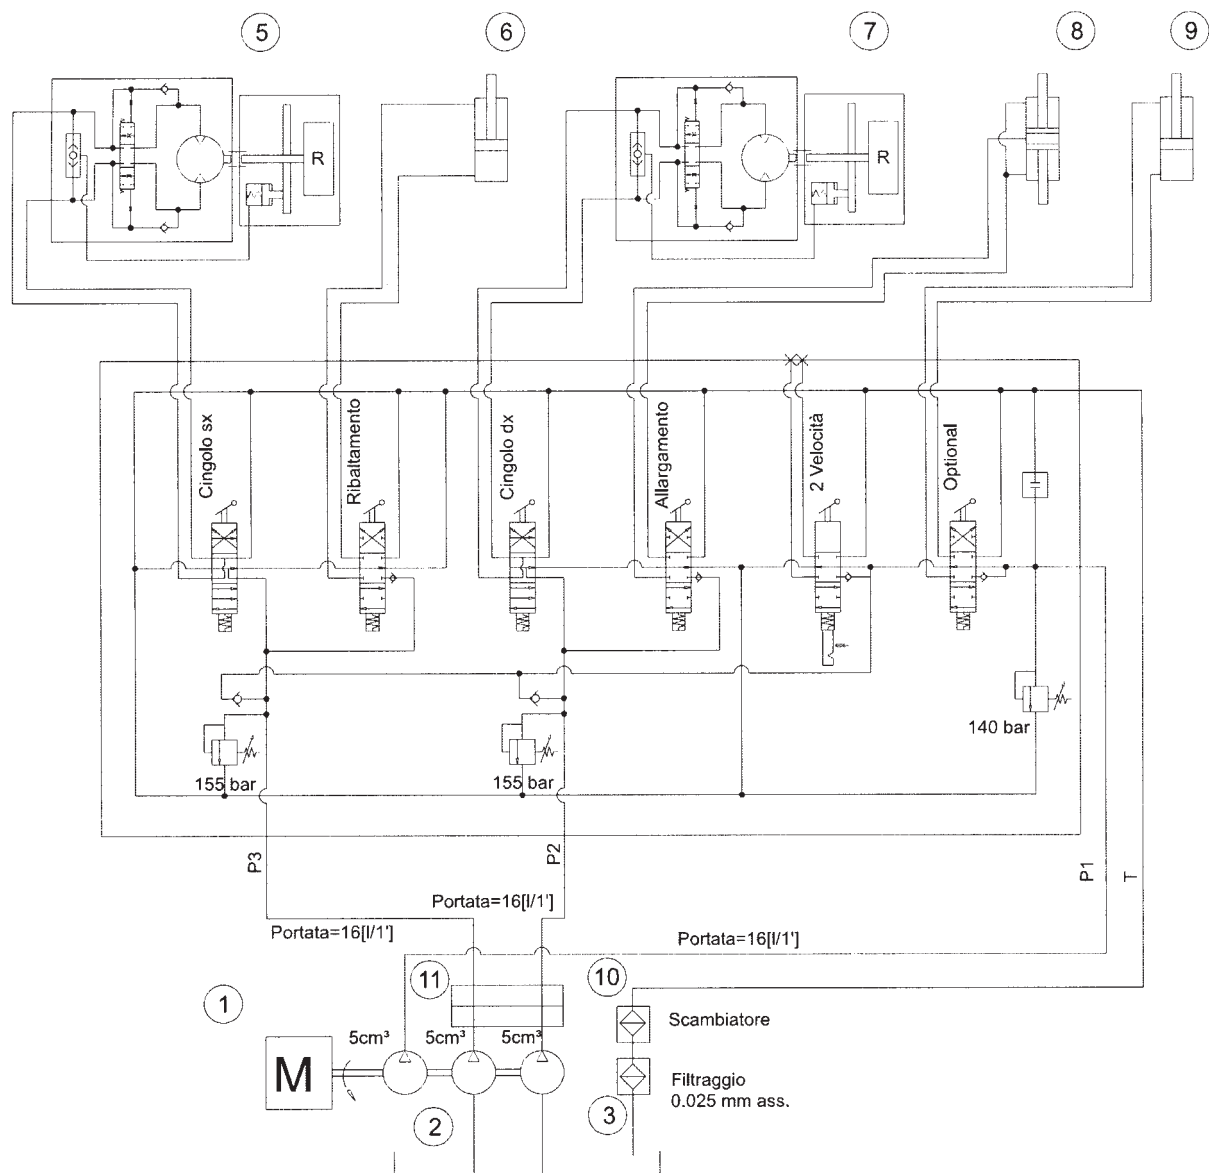 5
6
7
8
9
R
R
Cingolo sx
Ribaltamento
Cingolo dx
Allargamento
2 Velocità
Optional
140 bar
155 bar
155 bar
P3
P2
P1
T
Portata=16[l/1']
Portata=16[l/1']
Portata=16[l/1']
11
10
1
Scambiatore
5cm³
5cm³
5cm³
M
Filtraggio
0.025 mm ass.
2
3